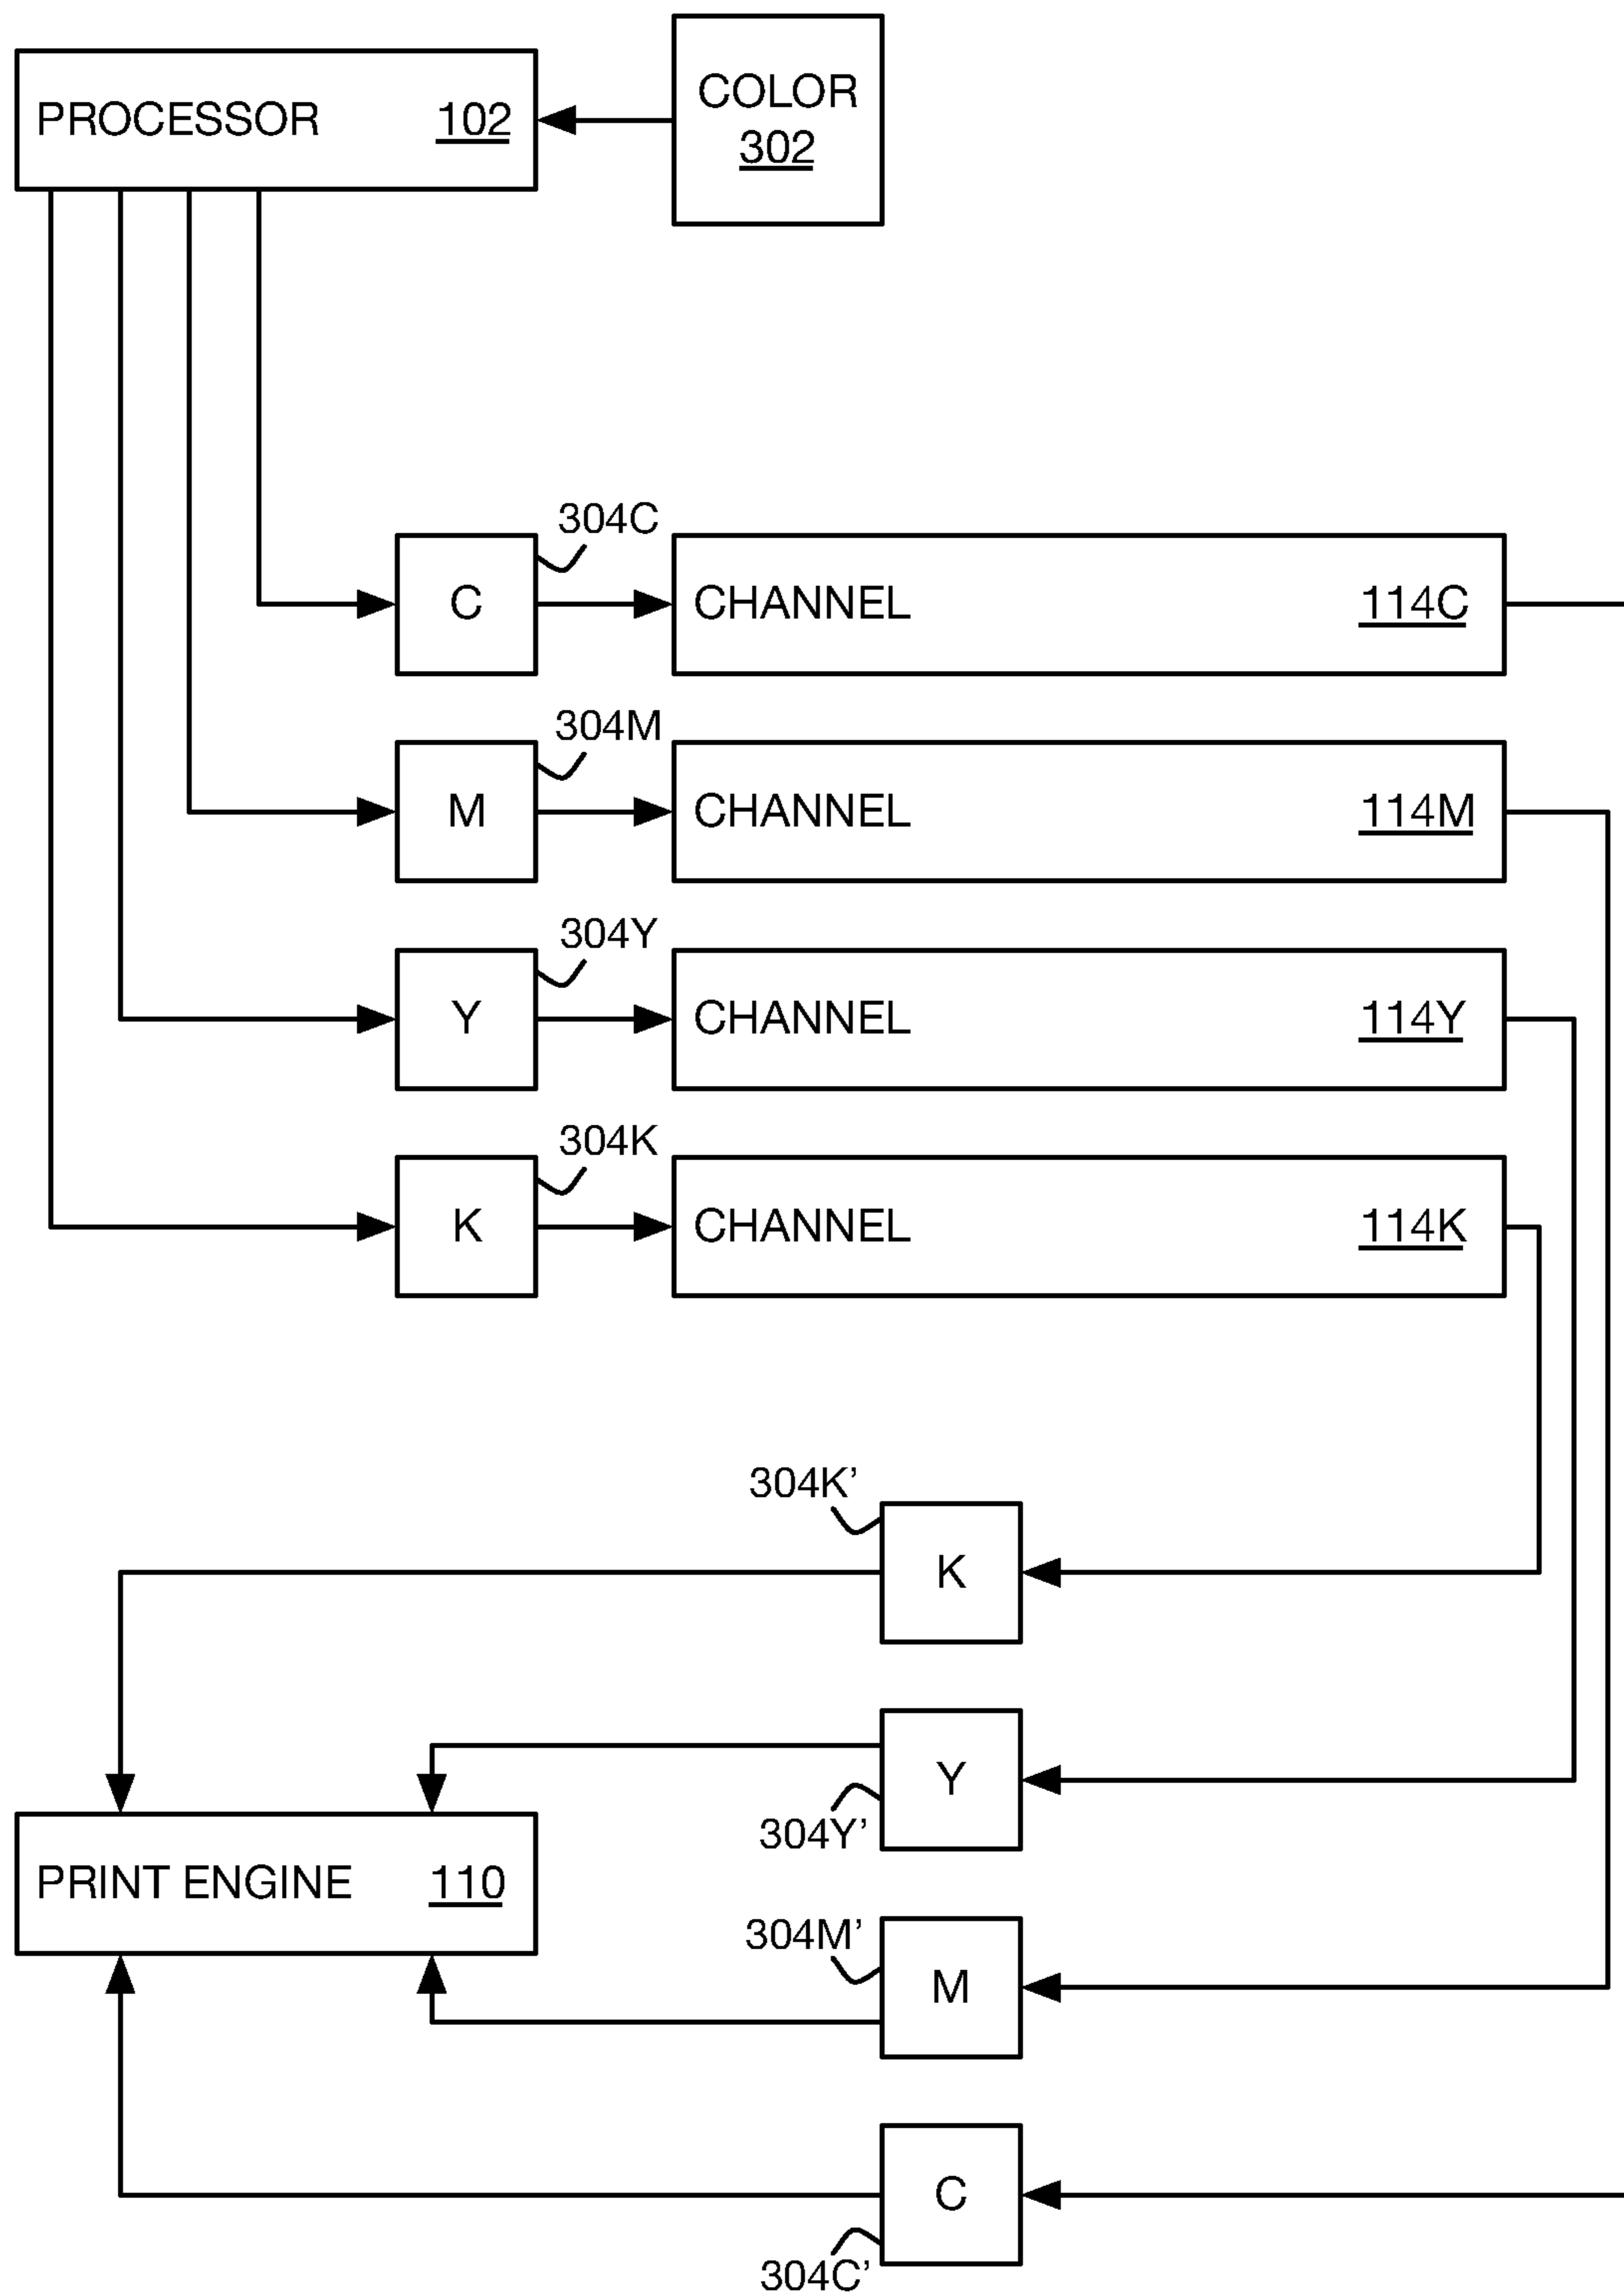 PROCESSOR 102
COLOR
302
304C
C
CHANNEL 114C
304M
M
CHANNEL 114M
304Y
Y
CHANNEL 114Y
304K
K
CHANNEL 114K
304K’
K
Y
304Y’
PRINT ENGINE 110
304M’
M
C
304C’